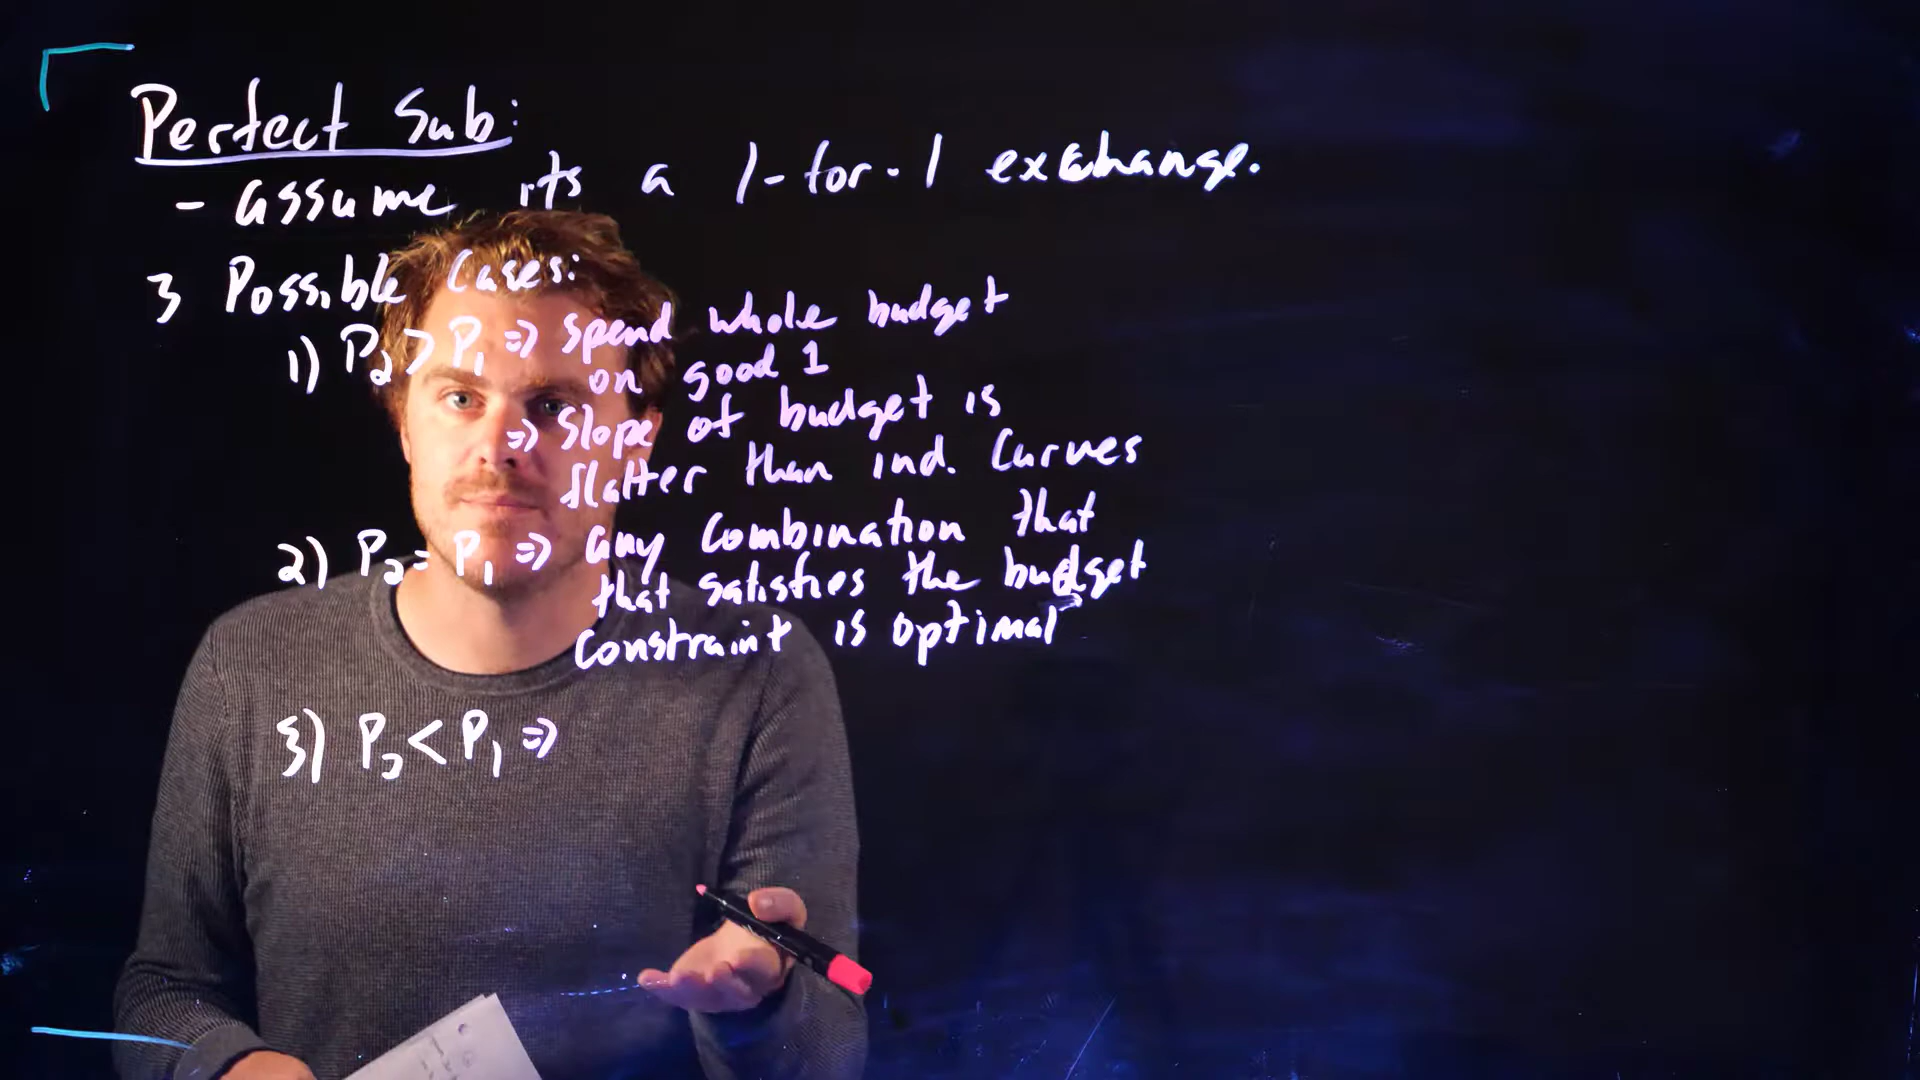 Perfect Sub:
- assume its a 1-for-1 exchange.
3 Possible Cases:
1) P2 > P1 => spend whole budget
on good 1
=> slope of budget is
flatter than ind. curves
2) P2 = P1 => any combination that
that satisfies the budget
constraint is optimal
3) P2 < P1 =>